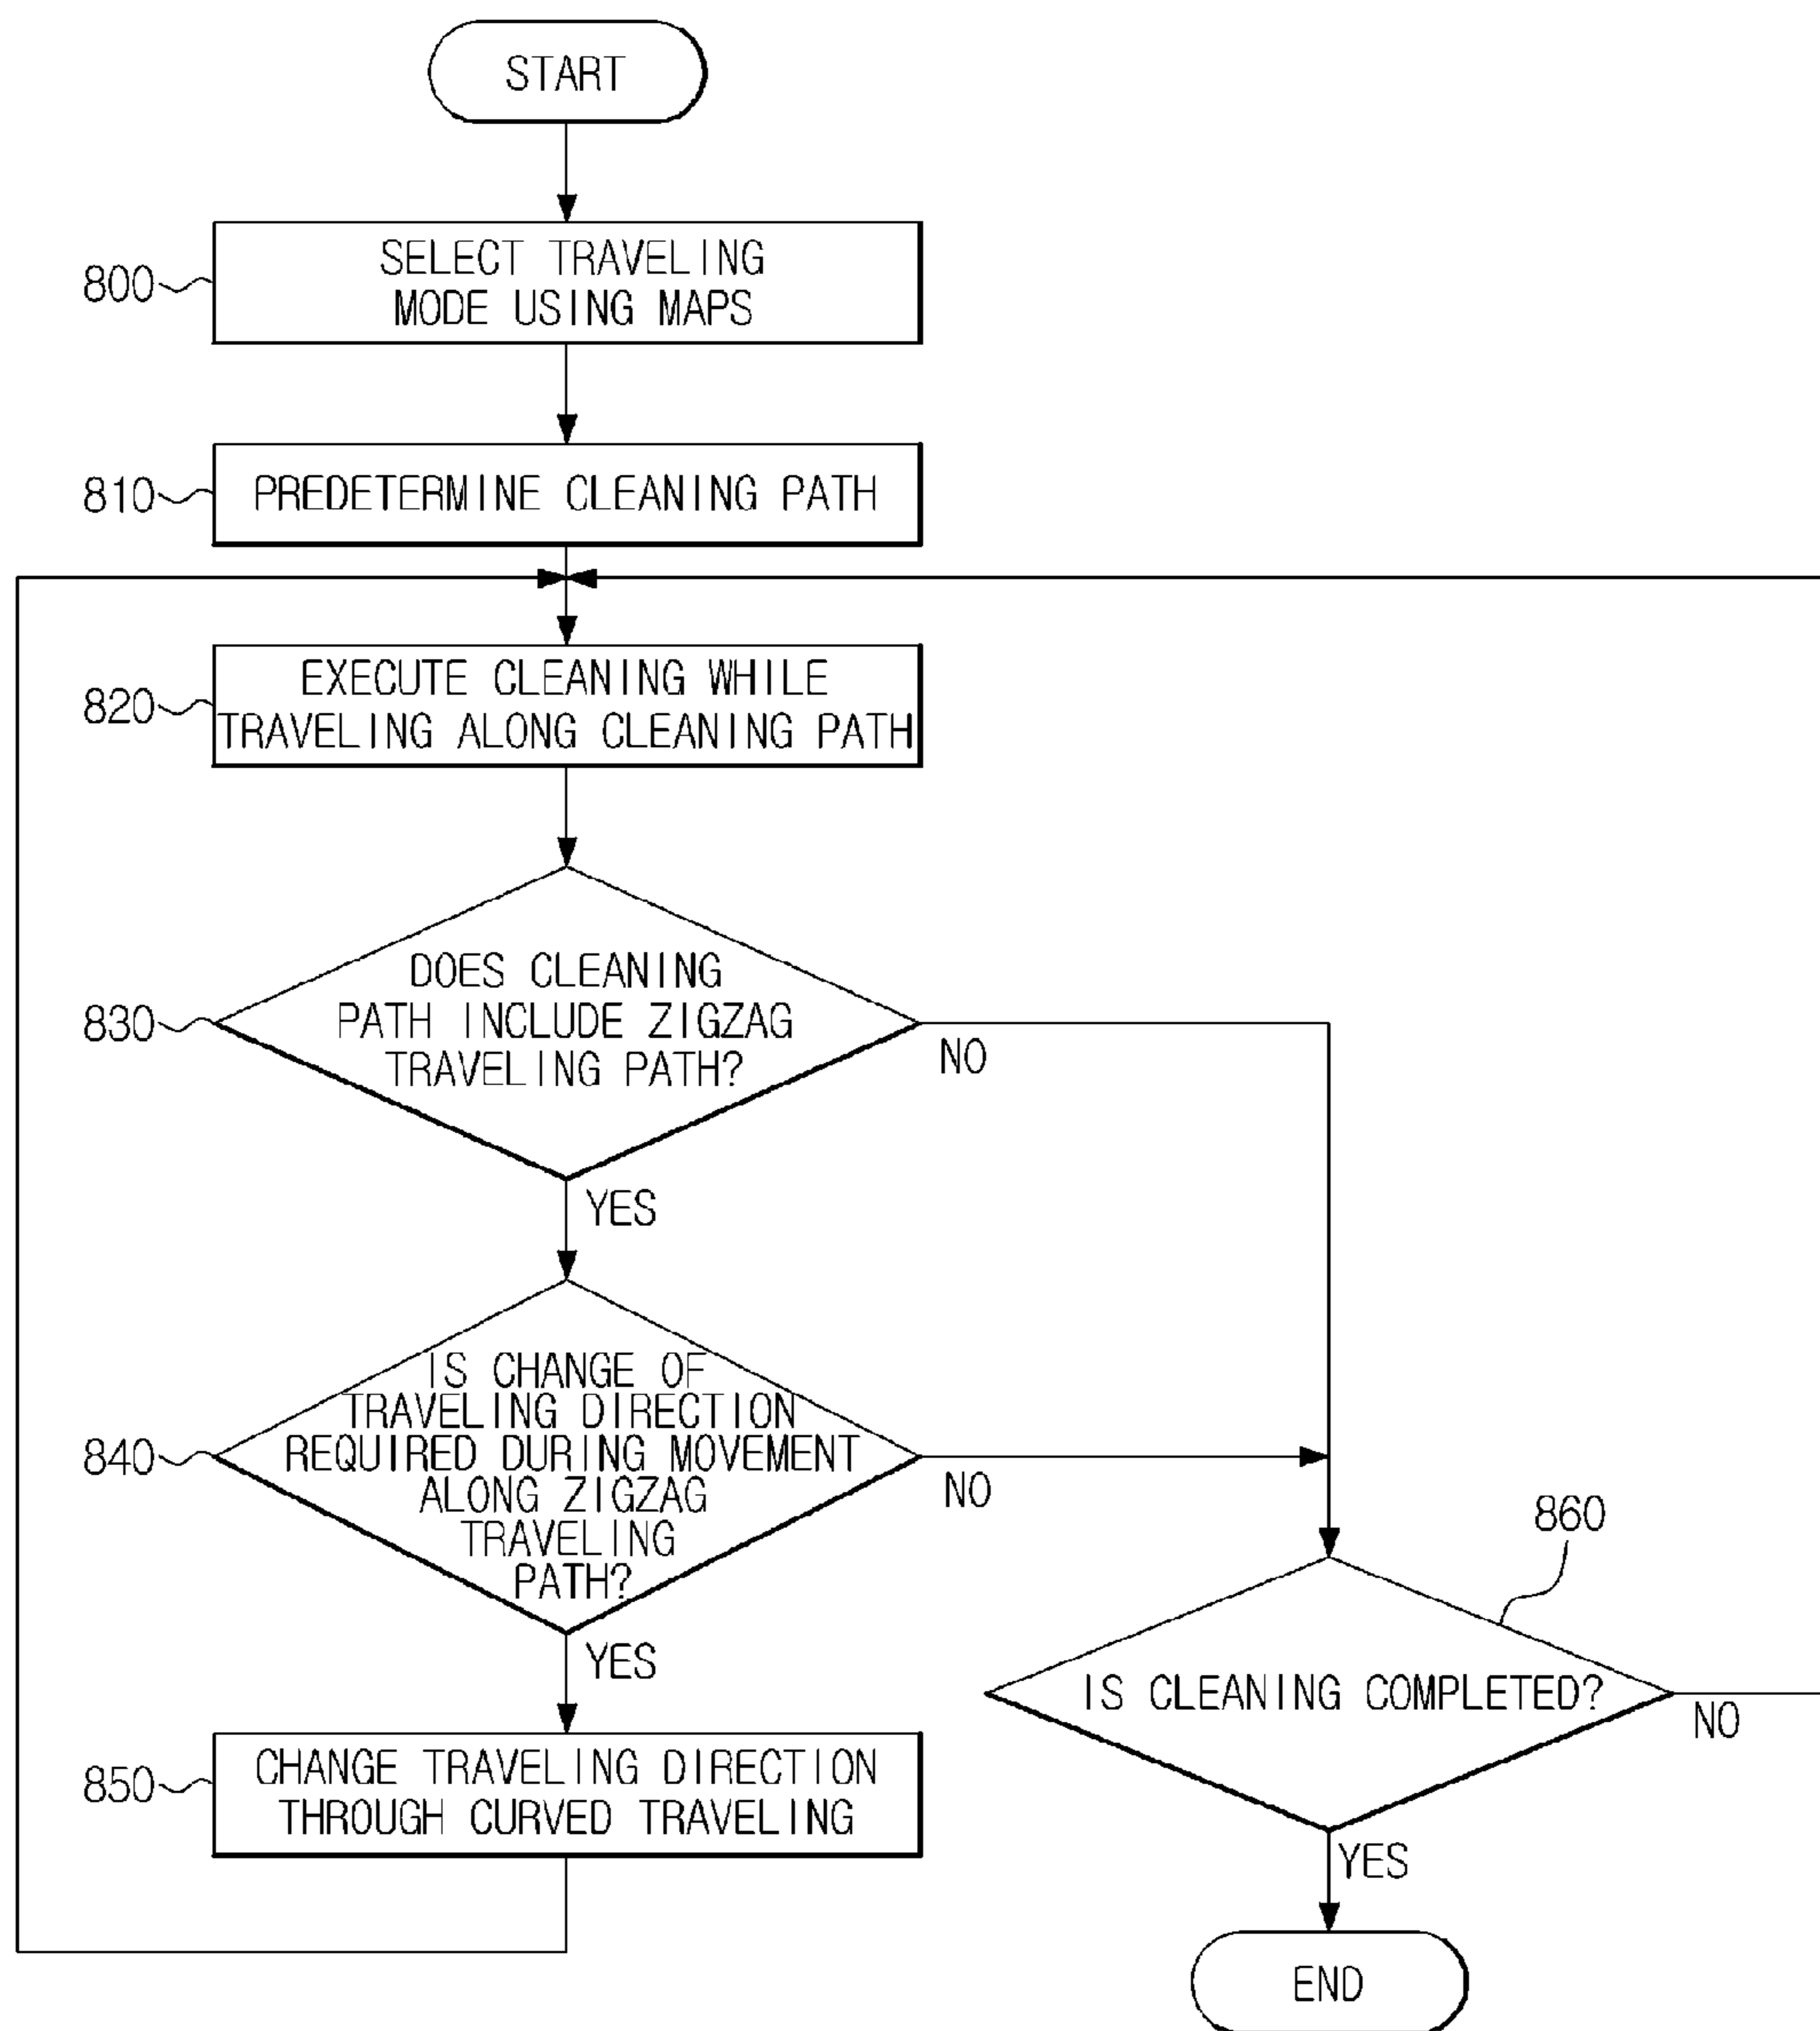 START
800
SELECT TRAVELING
MODE USING MAPS
810
PREDETERMINE CLEANING PATH
820
EXECUTE CLEANING WHILE
TRAVELING ALONG CLEANING PATH
830
DOES CLEANING
PATH INCLUDE ZIGZAG
TRAVELING PATH?
NO
YES
840
IS CHANGE OF
TRAVELING DIRECTION
REQUIRED DURING MOVEMENT
ALONG ZIGZAG
TRAVELING
PATH?
NO
YES
850
CHANGE TRAVELING DIRECTION
THROUGH CURVED TRAVELING
860
IS CLEANING COMPLETED?
NO
YES
END